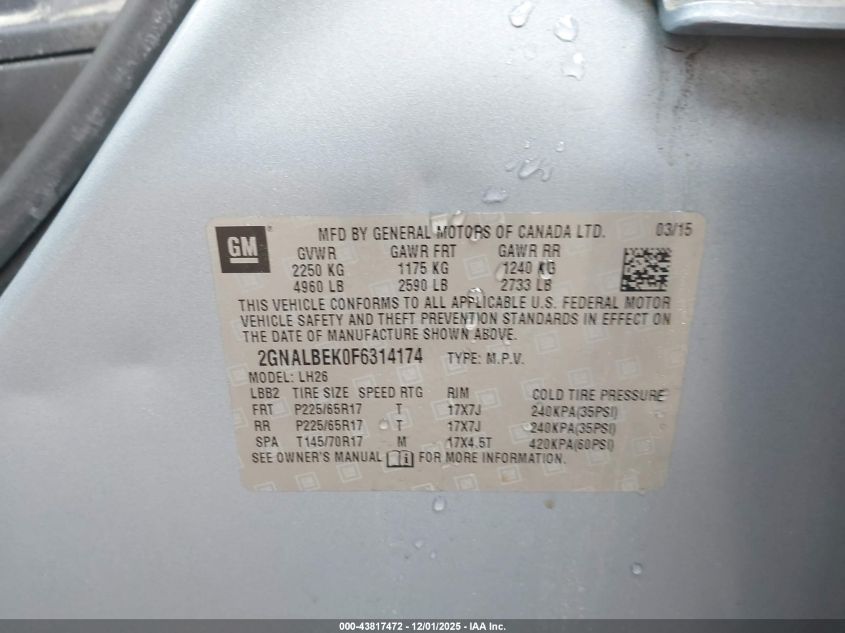 GM ® MFD BY GENERAL MOTORS OF CANADA LTD. 03/15
GVWR GAWR FRT GAWR RR
2250 KG 1175 KG 1240 KG
4960 LB 2590 LB 2733 LB
THIS VEHICLE CONFORMS TO ALL APPLICABLE U.S. FEDERAL MOTOR
VEHICLE SAFETY AND THEFT PREVENTION STANDARDS IN EFFECT ON
THE DATE OF MANUFACTURE SHOWN ABOVE.
2GNALBEK0F6314174 TYPE: M.P.V.
MODEL: LH26
LBB2 TIRE SIZE SPEED RTG RIM COLD TIRE PRESSURE
FRT P225/65R17 T 17X7J 240KPA(35PSI)
RR P225/65R17 T 17X7J 240KPA(35PSI)
SPA T145/70R17 M 17X4.5T 420KPA(60PSI)
SEE OWNER'S MANUAL FOR MORE INFORMATION.
000-43817472 - 12/01/2025 - IAA Inc.